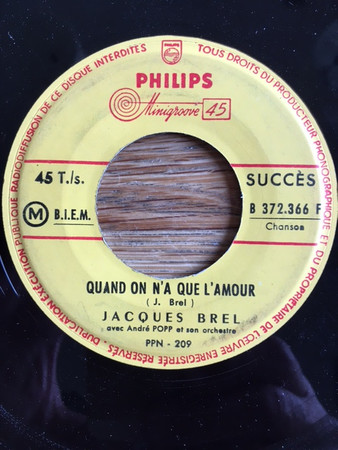 TOUS DROITS DU PRODUCTEUR PHONOGRAPHIQUE ET DU PROPRIÉTAIRE DE L'ŒUVRE ENREGISTRÉE RÉSERVÉS. DUPLICATION EXÉCUTION PUBLIQUE RADIODIFFUSION DE CE DISQUE INTERDITES
PHILIPS
PHILIPS
Minigroove 45
45 T./s.
SUCCÈS
M B.I.E.M.
B 372.366 F
Chanson
QUAND ON N'A QUE L'AMOUR
(J. Brel)
JACQUES BREL
avec André POPP et son orchestre
PPN - 209